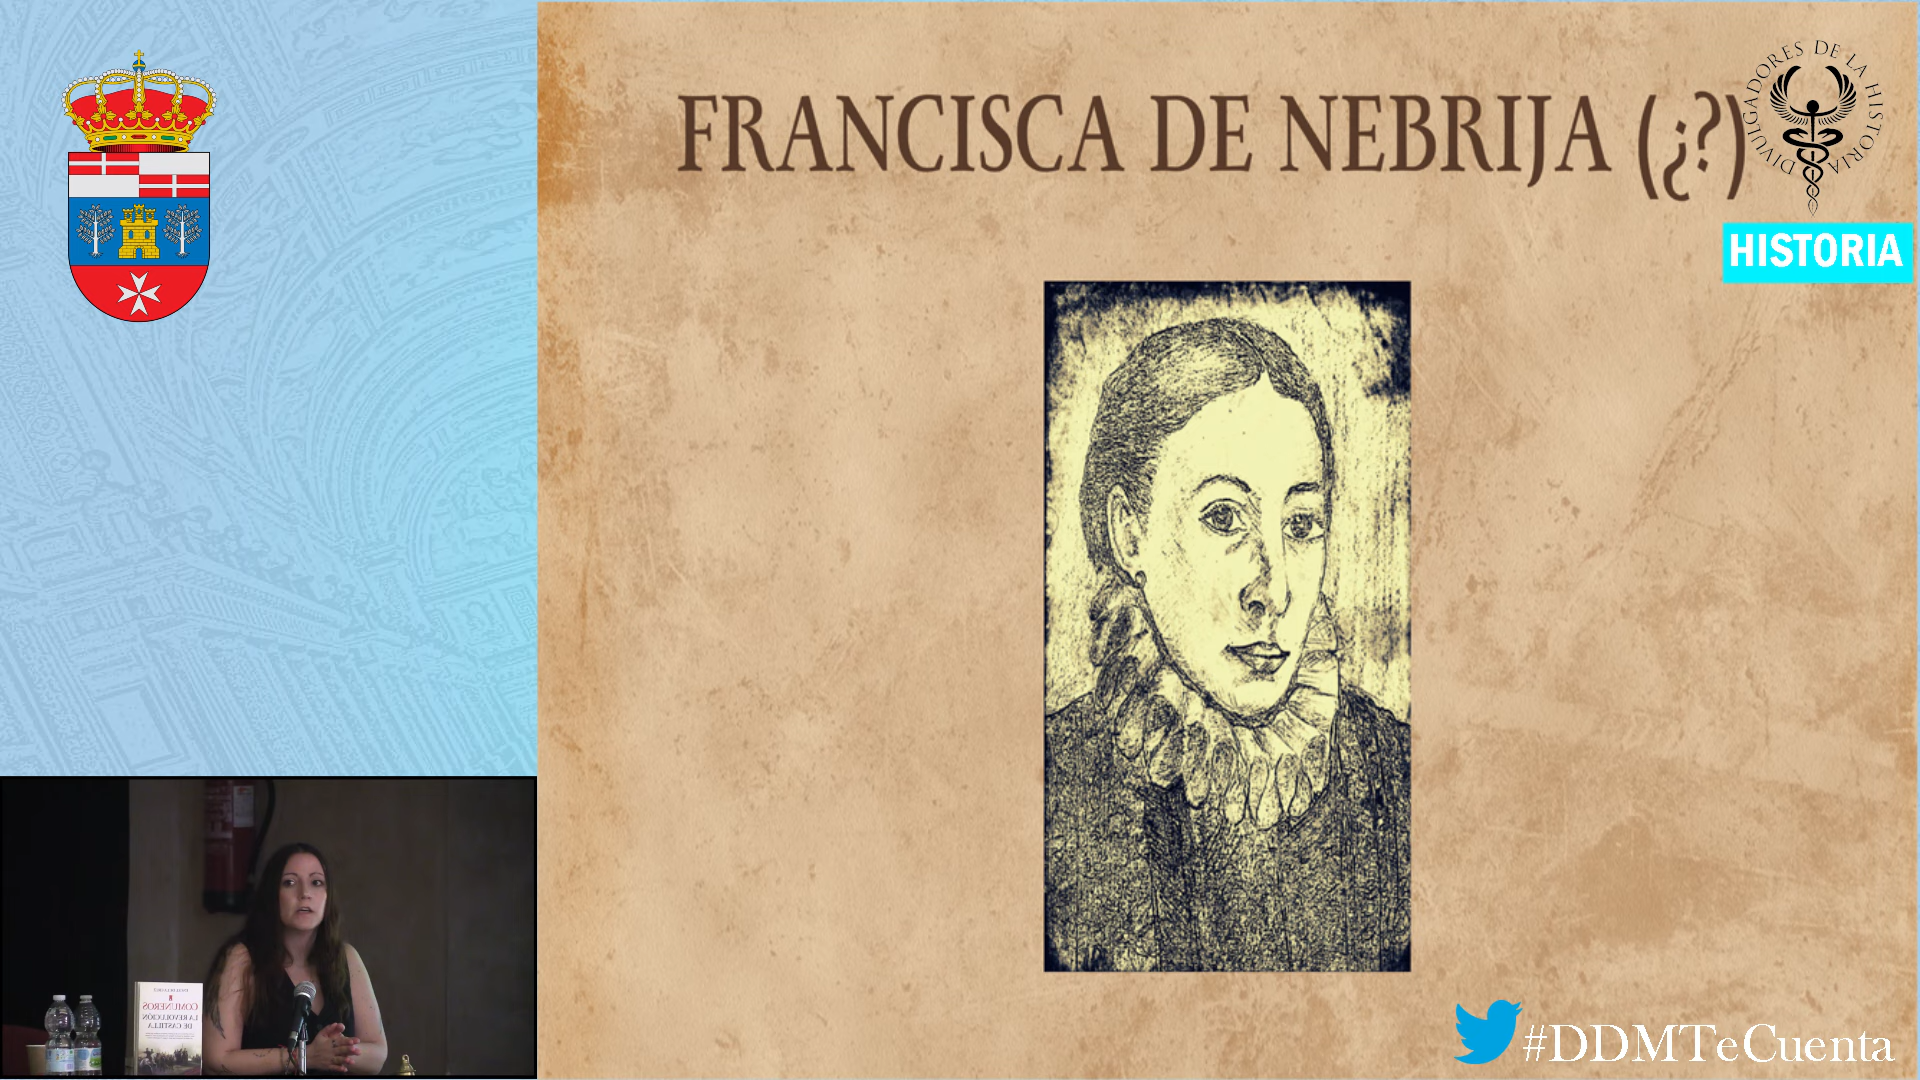 FRANCISCA DE NEBRIJA (¿?)
DIVULGADORES DE LA HISTORIA
HISTORIA
COMUNEROS
LA REVOLUCIÓN
DE CASTILLA
#DDMTeCuenta